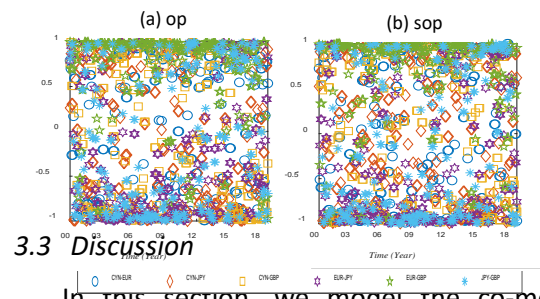 (a) op (b) sop
1 1
0.5 0.5
0 0
-0.5 -0.5
-1 -1
00 03 06 09 12 15 18 00 03 06 09 12 15 18
Time (Year) Time (Year)
3.3 Discussion
CYN-EUR CYN-JPY CYN-GBP EUR-JPY EUR-GBP JPY-GBP
In this section, we model the co-m